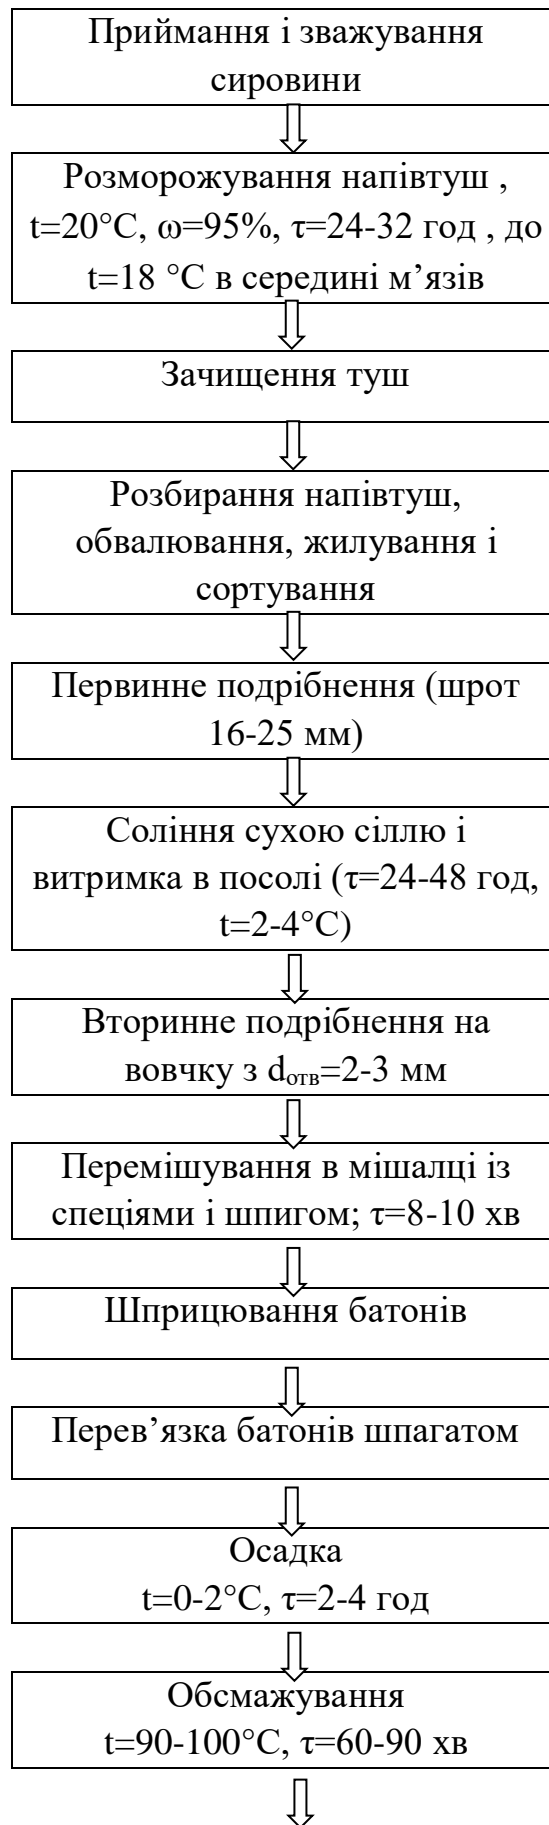 Приймання і зважування
сировини
Розморожування напівтуш ,
t=20°C, ω=95%, τ=24-32 год , до
t=18 °C в середині м’язів
Зачищення туш
Розбирання напівтуш,
обвалювання, жилування і
сортування
Первинне подрібнення (шрот
16-25 мм)
Соління сухою сіллю і
витримка в посолі (τ=24-48 год,
t=2-4°C)
Вторинне подрібнення на
вовчку з dотв=2-3 мм
Перемішування в мішалці із
спеціями і шпигом; τ=8-10 хв
Шприцювання батонів
Перев’язка батонів шпагатом
Осадка
t=0-2°C, τ=2-4 год
Обсмажування
t=90-100°C, τ=60-90 хв